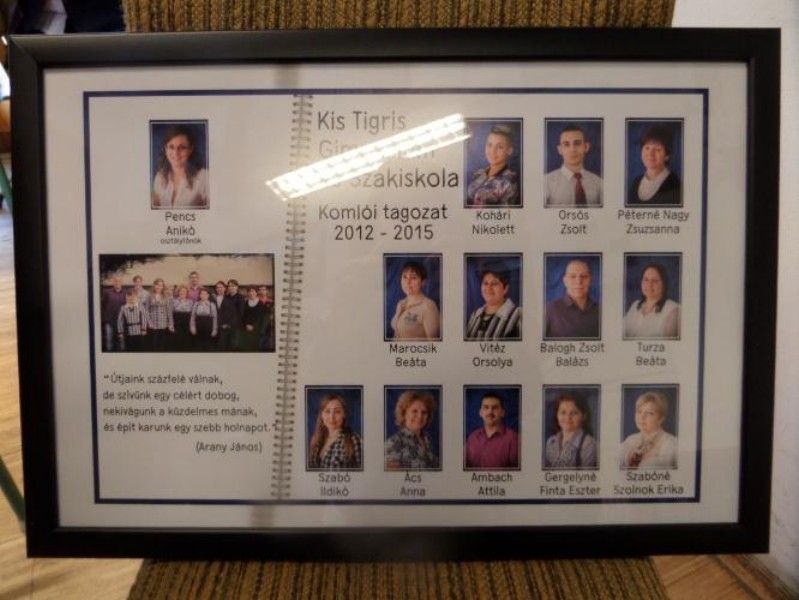 Pencs
Anikó
osztályfőnök
"Útjaink százfelé válnak,
de szívünk egy célért dobog,
nekivágunk a küzdelmes mának,
és épít karunk egy szebb holnapot."
(Arany János)
Kis Tigris
Szakiskola
Komlói tagozat
2012 - 2015
Kohári
Nikolett
Orsós
Zsolt
Péterné Nagy
Zsuzsanna
Marocsik
Beáta
Vitéz
Orsolya
Balogh Zsolt
Balázs
Turza
Beáta
Szabó
Ildikó
Ács
Anna
Ambach
Attila
Gergelyné
Finta Eszter
Szabóné
Szolnok Erika